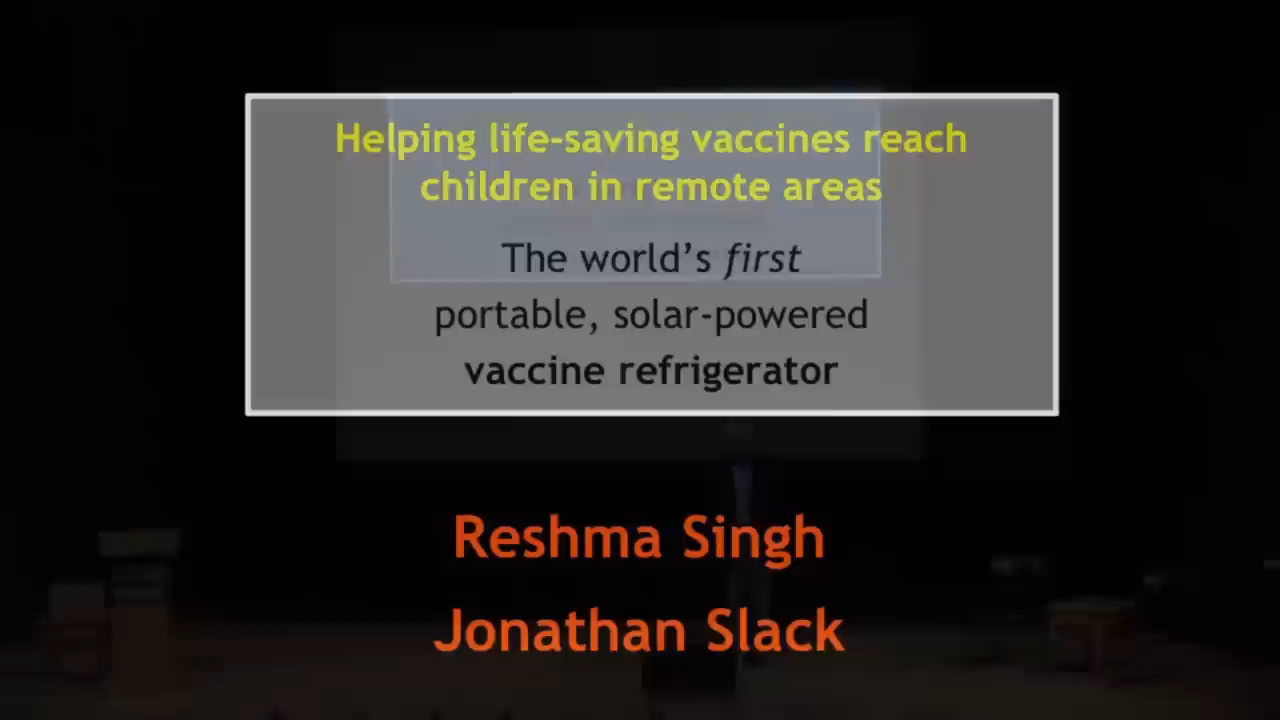 Helping life-saving vaccines reach
children in remote areas
The world's first
portable, solar-powered
vaccine refrigerator
Reshma Singh
Jonathan Slack